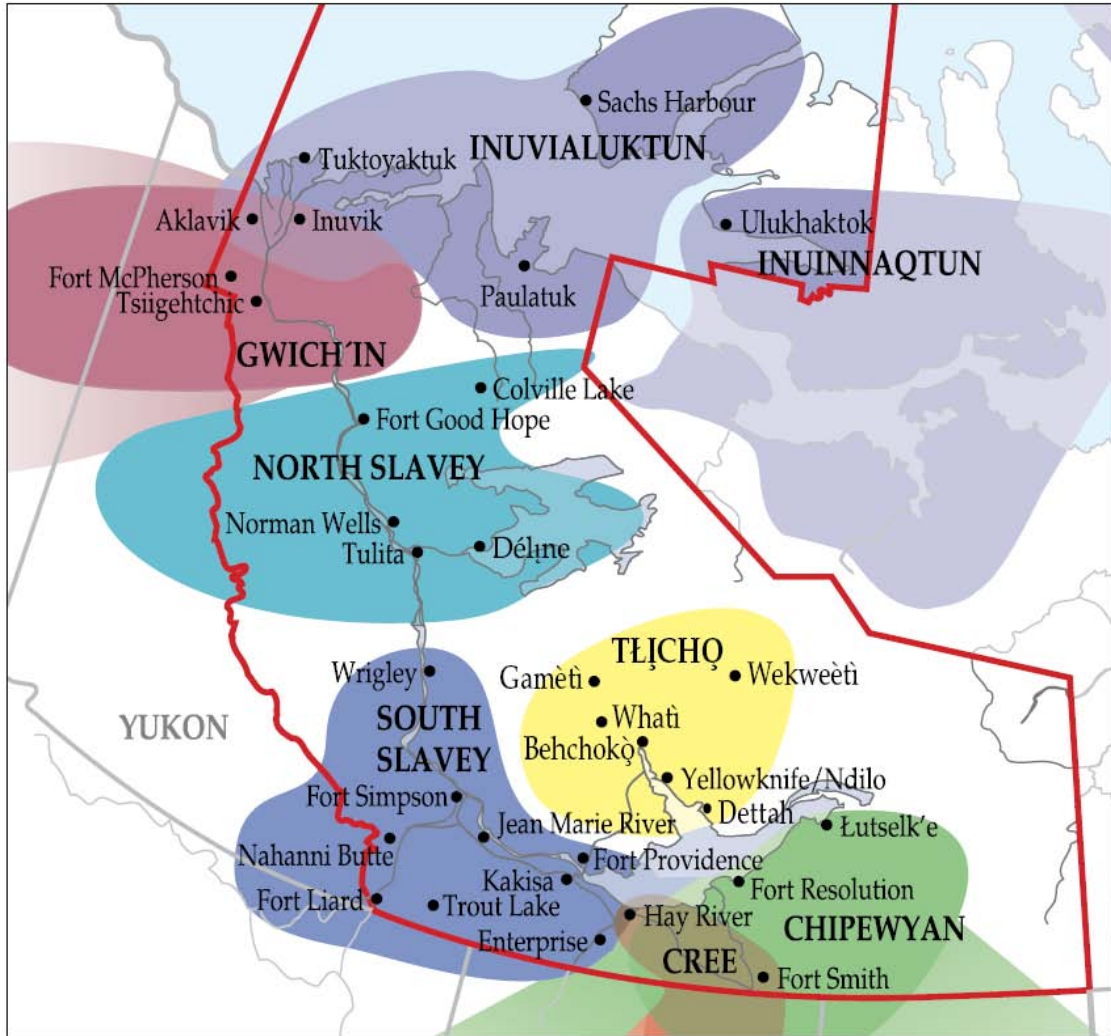 Sachs Harbour
INUVIALUKTUN
Tuktoyaktuk
Aklavik
Inuvik
Ulukhaktok
INUINNAQTUN
Fort McPherson
Tsiigehtchic
Paulatuk
GWICH´IN
Colville Lake
Fort Good Hope
NORTH SLAVEY
Norman Wells
Tulita
Délı̨ne
TŁĮCHǪ
Wrigley
Gamètì
Wekweètì
YUKON
SOUTH
SLAVEY
Whatì
Behchokǫ̀
Yellowknife/Ndilo
Fort Simpson
Dettah
Jean Marie River
Łutselk'e
Nahanni Butte
Fort Providence
Kakisa
Fort Resolution
Fort Liard
Trout Lake
Hay River
CHIPEWYAN
Enterprise
CREE
Fort Smith